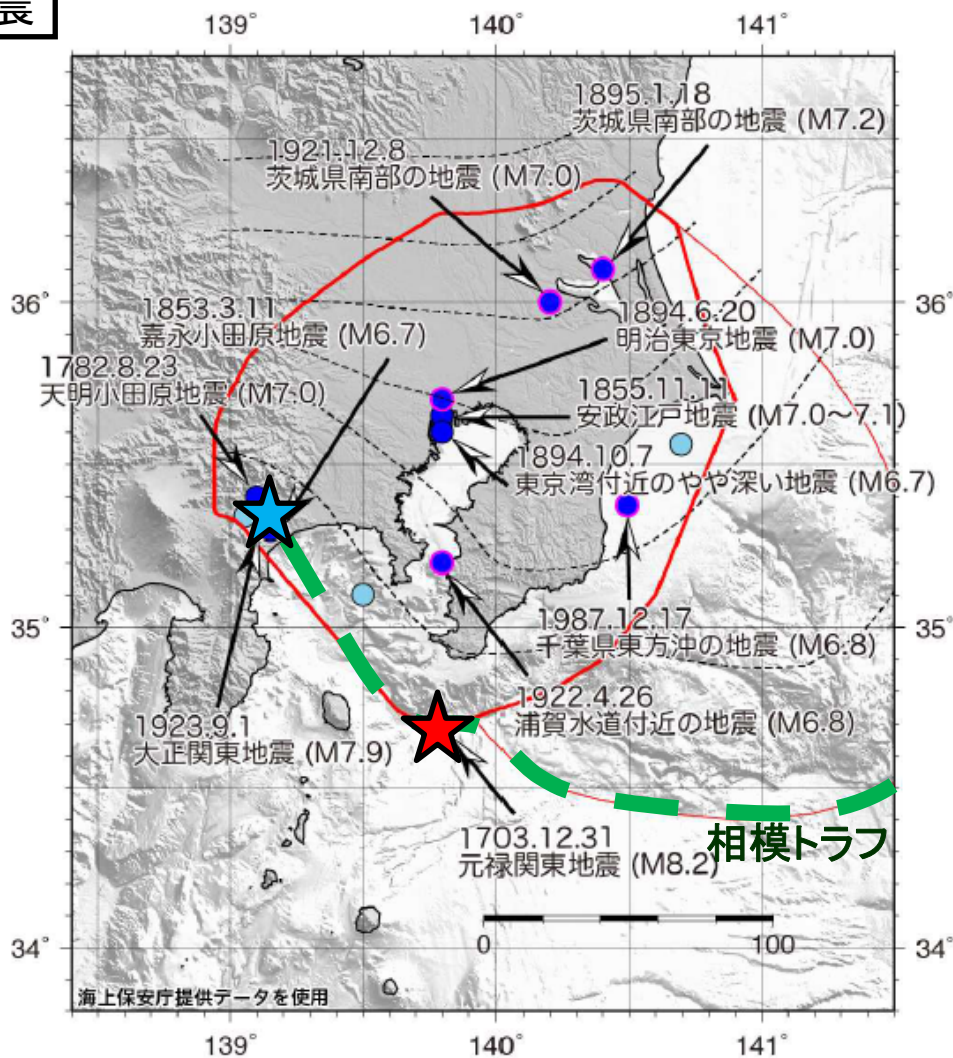 震
139°
140°
141°
1895.1.18
茨城県南部の地震 (M7.2)
1921.12.8
茨城県南部の地震 (M7.0)
36°
36°
1853.3.11
嘉永小田原地震 (M6.7)
1894.6.20
明治東京地震 (M7.0)
1782.8.23
天明小田原地震 (M7.0)
1855.11.11
安政江戸地震 (M7.0～7.1)
1894.10.7
東京湾付近のやや深い地震 (M6.7)
35°
35°
1987.12.17
千葉県東方沖の地震 (M6.8)
1922.4.26
浦賀水道付近の地震 (M6.8)
1923.9.1
大正関東地震 (M7.9)
相模トラフ
1703.12.31
元禄関東地震 (M8.2)
0
100
34°
34°
海上保安庁提供データを使用
139°
140°
141°